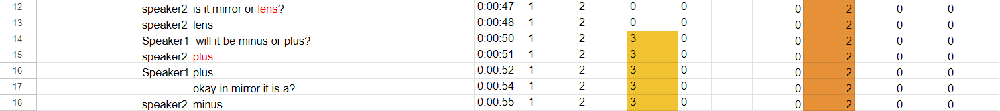 12 speaker2 is it mirror or lens? 0:00:47 1 2 0 0 0 2 0 0
13 speaker2 lens 0:00:48 1 2 0 0 0 2 0 0
14 Speaker1 will it be minus or plus? 0:00:50 1 2 3 0 0 2 0 0
15 speaker2 plus 0:00:51 1 2 3 0 0 2 0 0
16 Speaker1 plus 0:00:52 1 2 3 0 0 2 0 0
17 okay in mirror it is a? 0:00:54 1 2 3 0 0 2 0 0
18 speaker2 minus 0:00:55 1 2 3 0 0 2 0 0